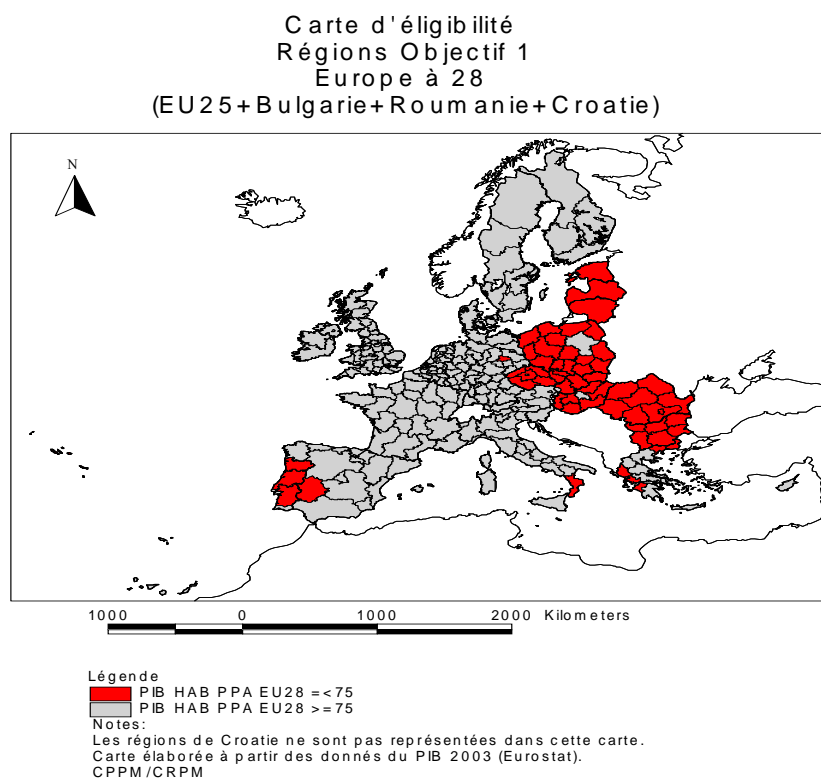 Carte d'éligibilité
Régions Objectif 1
Europe à 28
(EU25+Bulgarie+Roumanie+Croatie)
N
1000 0 1000 2000 Kilometers
Légende
PIB HAB PPA EU28 =<75
PIB HAB PPA EU28 >=75
Notes:
Les régions de Croatie ne sont pas représentées dans cette carte.
Carte élaborée à partir des donnés du PIB 2003 (Eurostat).
CPPM/CRPM